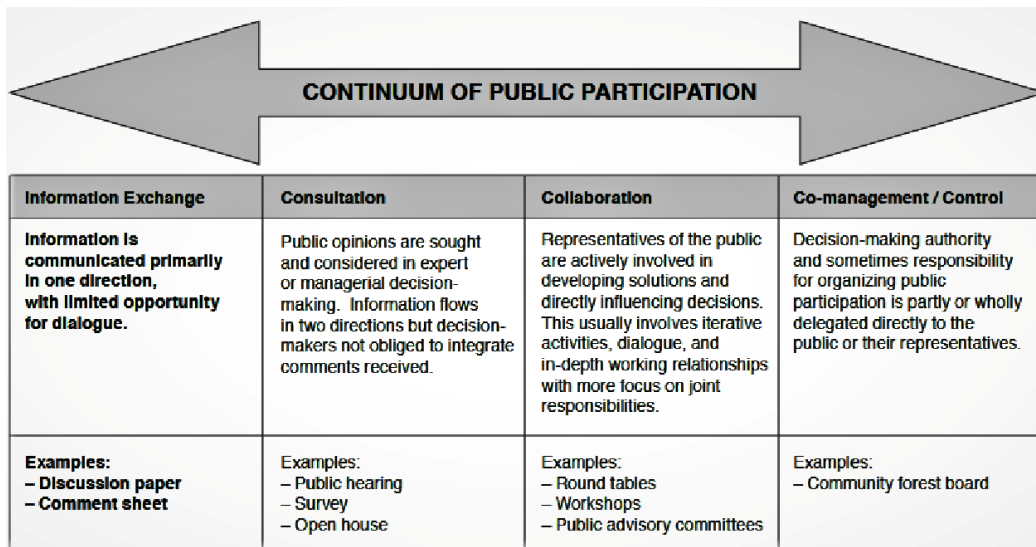 CONTINUUM OF PUBLIC PARTICIPATION
Information Exchange
Consultation
Collaboration
Co-management / Control
Information is
communicated primarily
in one direction,
with limited opportunity
for dialogue.
Public opinions are sought
and considered in expert
or managerial decision-
making. Information flows
in two directions but decision-
makers not obliged to integrate
comments received.
Representatives of the public
are actively involved in
developing solutions and
directly influencing decisions.
This usually involves iterative
activities, dialogue, and
in-depth working relationships
with more focus on joint
responsibilities.
Decision-making authority
and sometimes responsibility
for organizing public
participation is partly or wholly
delegated directly to the
public or their representatives.
Examples:
– Discussion paper
– Comment sheet
Examples:
– Public hearing
– Survey
– Open house
Examples:
– Round tables
– Workshops
– Public advisory committees
Examples:
– Community forest board